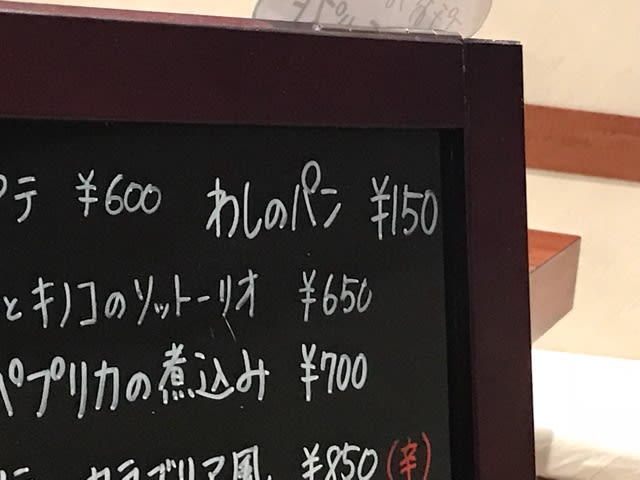 パテ ¥600 わしのパン ¥150
とキノコのソットーリオ ¥650
パプリカの煮込み ¥700
カラブリア風 ¥850 (辛)